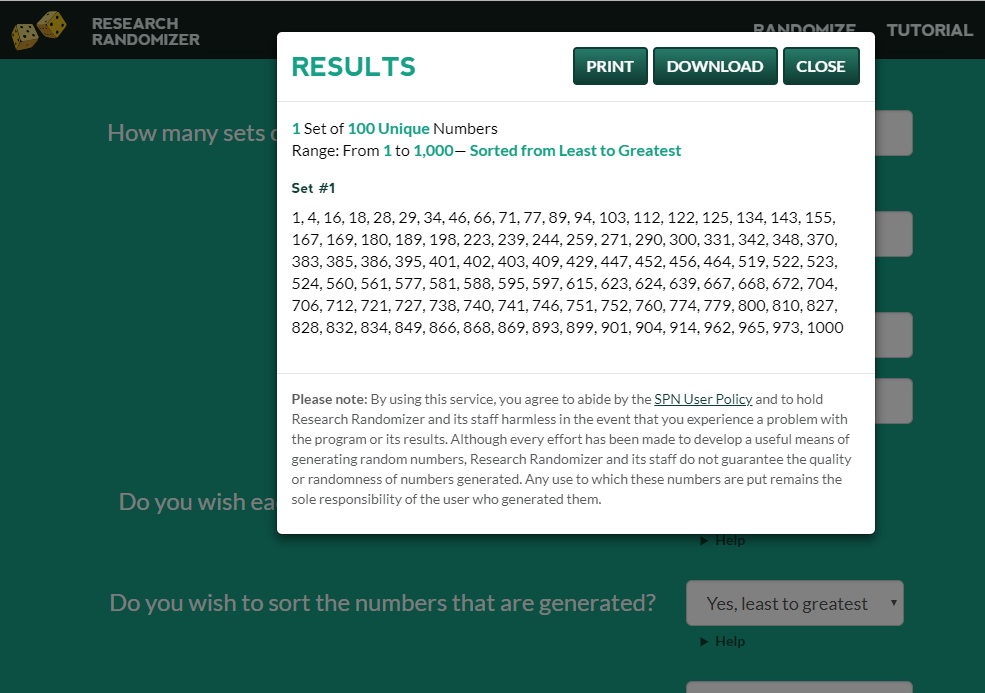 RESEARCH
RANDOMIZER
RANDOMIZE TUTORIAL
RESULTS
PRINT DOWNLOAD CLOSE
How many sets
1 Set of 100 Unique Numbers
Range: From 1 to 1,000— Sorted from Least to Greatest
Set #1
1, 4, 16, 18, 28, 29, 34, 46, 66, 71, 77, 89, 94, 103, 112, 122, 125, 134, 143, 155,
167, 169, 180, 189, 198, 223, 239, 244, 259, 271, 290, 300, 331, 342, 348, 370,
383, 385, 386, 395, 401, 402, 403, 409, 429, 447, 452, 456, 464, 519, 522, 523,
524, 560, 561, 577, 581, 588, 595, 597, 615, 623, 624, 639, 667, 668, 672, 704,
706, 712, 721, 727, 738, 740, 741, 746, 751, 752, 760, 774, 779, 800, 810, 827,
828, 832, 834, 849, 866, 868, 869, 893, 899, 901, 904, 914, 962, 965, 973, 1000
Please note: By using this service, you agree to abide by the SPN User Policy and to hold
Research Randomizer and its staff harmless in the event that you experience a problem with
the program or its results. Although every effort has been made to develop a useful means of
generating random numbers, Research Randomizer and its staff do not guarantee the quality
or randomness of numbers generated. Any use to which these numbers are put remains the
sole responsibility of the user who generated them.
Do you wish ea
Help
Do you wish to sort the numbers that are generated?
Yes, least to greatest
Help